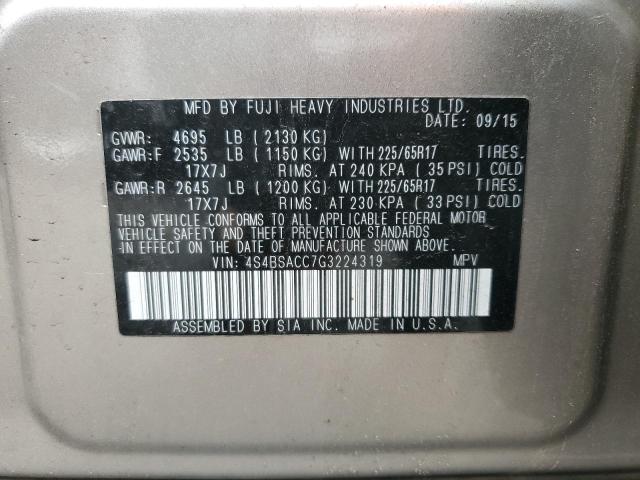 MFD BY FUJI HEAVY INDUSTRIES LTD.
DATE: 09/15
GVWR: 4695 LB (2130 KG)
GAWR:F 2535 LB (1150 KG) WITH 225/65R17 TIRES.
17X7J RIMS. AT 240 KPA (35 PSI) COLD
GAWR:R 2645 LB (1200 KG) WITH 225/65R17 TIRES.
17X7J RIMS. AT 230 KPA (33 PSI) COLD
THIS VEHICLE CONFORMS TO ALL APPLICABLE FEDERAL MOTOR
VEHICLE SAFETY AND THEFT PREVENTION STANDARDS
IN EFFECT ON THE DATE OF MANUFACTURE SHOWN ABOVE.
VIN: 4S4BSACC7G3224319 MPV
ASSEMBLED BY SIA INC. MADE IN U.S.A.